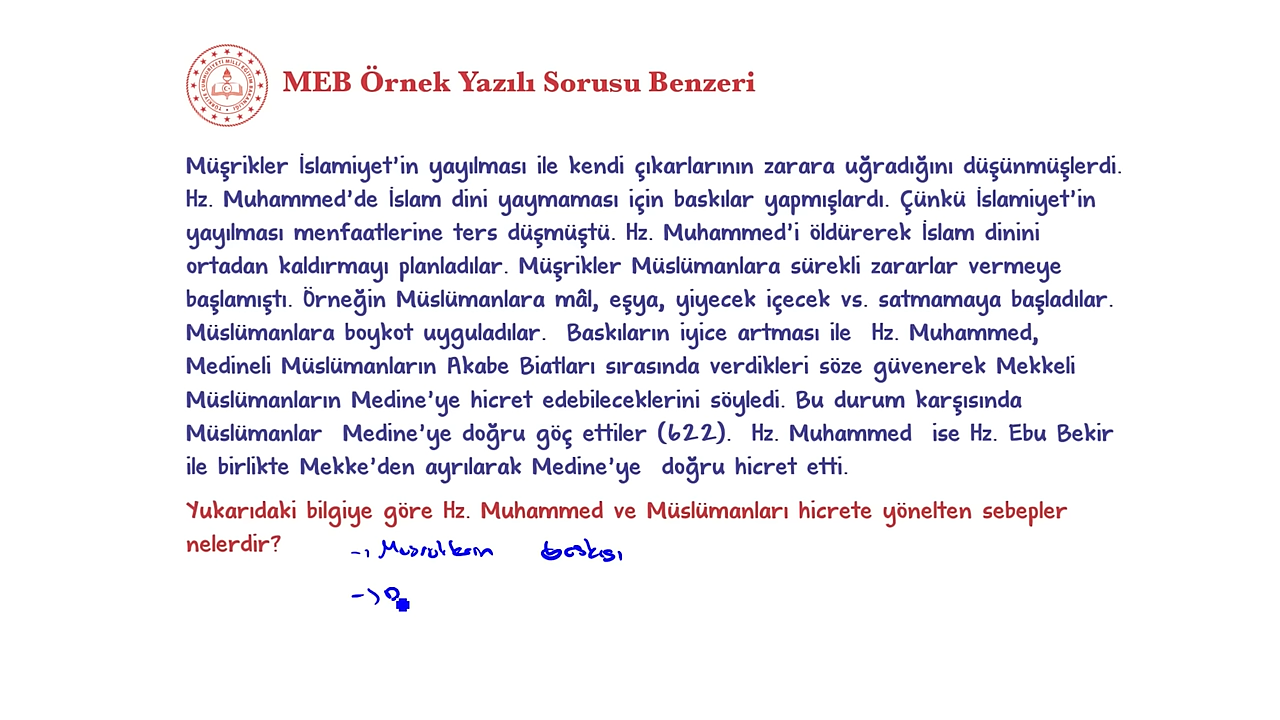 MEB Örnek Yazılı Sorusu Benzeri
Müşrikler İslamiyet'in yayılması ile kendi çıkarlarının zarara uğradığını düşünmüşlerdi.
Hz. Muhammed'de İslam dini yaymaması için baskılar yapmışlardı. Çünkü İslamiyet'in
yayılması menfaatlerine ters düşmüştü. Hz. Muhammed'i öldürerek İslam dinini
ortadan kaldırmayı planladılar. Müşrikler Müslümanlara sürekli zararlar vermeye
başlamıştı. Örneğin Müslümanlara mâl, eşya, yiyecek içecek vs. satmamaya başladılar.
Müslümanlara boykot uyguladılar. Baskıların iyice artması ile Hz. Muhammed,
Medineli Müslümanların Akabe Biatları sırasında verdikleri söze güvenerek Mekkeli
Müslümanların Medine'ye hicret edebileceklerini söyledi. Bu durum karşısında
Müslümanlar Medine'ye doğru göç ettiler (622). Hz. Muhammed ise Hz. Ebu Bekir
ile birlikte Mekke'den ayrılarak Medine'ye doğru hicret etti.
Yukarıdaki bilgiye göre Hz. Muhammed ve Müslümanları hicrete yönelten sebepler
nelerdir?
baskısı